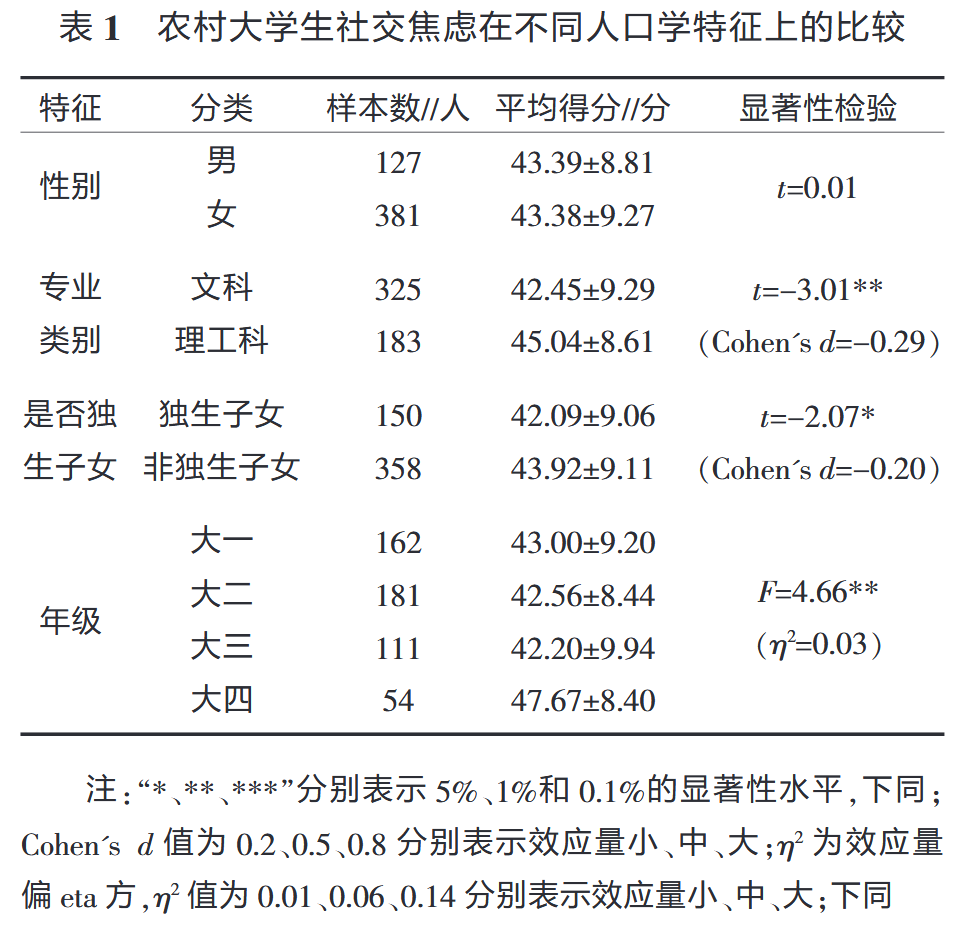 表1 农村大学生社交焦虑在不同人口学特征上的比较
特征 分类 样本数//人 平均得分//分 显著性检验
性别 男 127 43.39±8.81 t=0.01
女 381 43.38±9.27
专业 文科 325 42.45±9.29 t=–3.01**
类别 理工科 183 45.04±8.61 (Cohen´s d=–0.29)
是否独 独生子女 150 42.09±9.06 t=–2.07*
生子女 非独生子女 358 43.92±9.11 (Cohen´s d=–0.20)
年级 大一 162 43.00±9.20
大二 181 42.56±8.44 F=4.66**
大三 111 42.20±9.94 (η²=0.03)
大四 54 47.67±8.40
注:“*、**、***”分别表示5%、1%和0.1%的显著性水平,下同;
Cohen´s d值为0.2、0.5、0.8分别表示效应量小、中、大;η²为效应量
偏eta方,η²值为0.01、0.06、0.14分别表示效应量小、中、大;下同